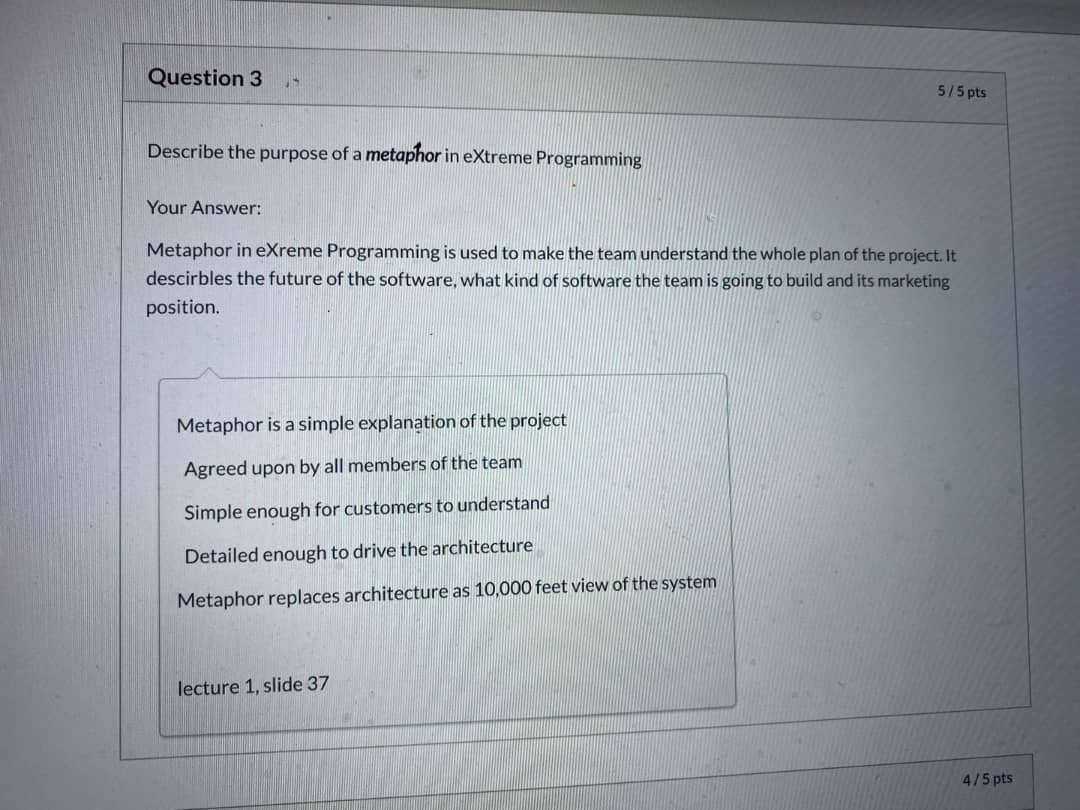 Question 3
5 / 5 pts
Describe the purpose of a metaphor in eXtreme Programming
Your Answer:
Metaphor in eXreme Programming is used to make the team understand the whole plan of the project. It
descirbles the future of the software, what kind of software the team is going to build and its marketing
position.
Metaphor is a simple explanation of the project
Agreed upon by all members of the team
Simple enough for customers to understand
Detailed enough to drive the architecture
Metaphor replaces architecture as 10,000 feet view of the system
lecture 1, slide 37
4 / 5 pts